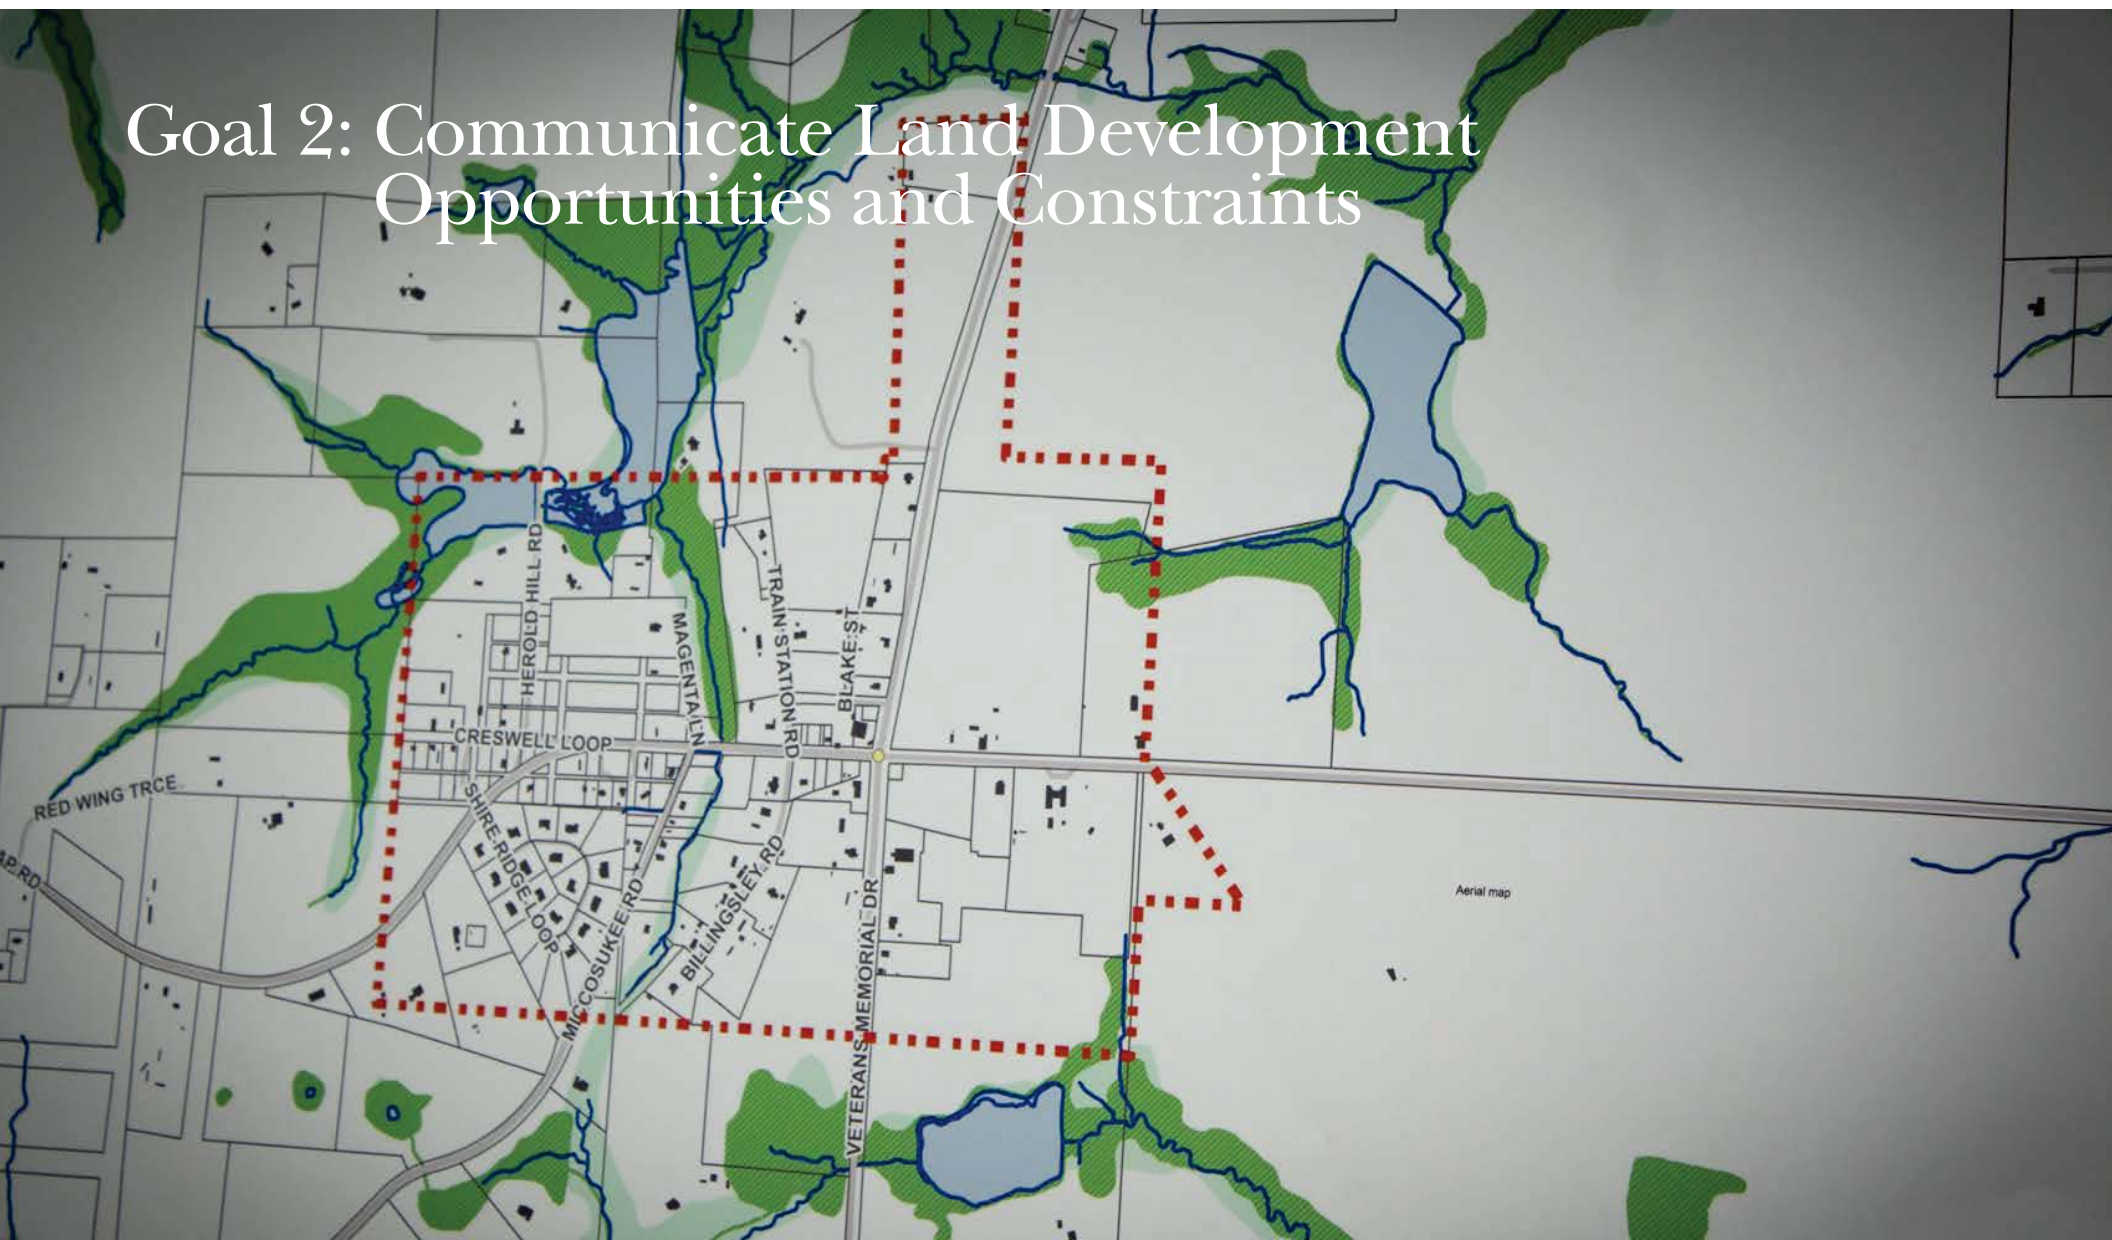 Goal 2: Communicate Land Development
Opportunities and Constraints
HEROLD HILL RD
MAGENTA LN
TRAIN STATION RD
BLAKE ST
CRESWELL LOOP
RED WING TRCE
SHIRE RIDGE LOOP
MICCOSUKEE RD
BILLINGSLEY RD
VETERANS MEMORIAL DR
Aerial map